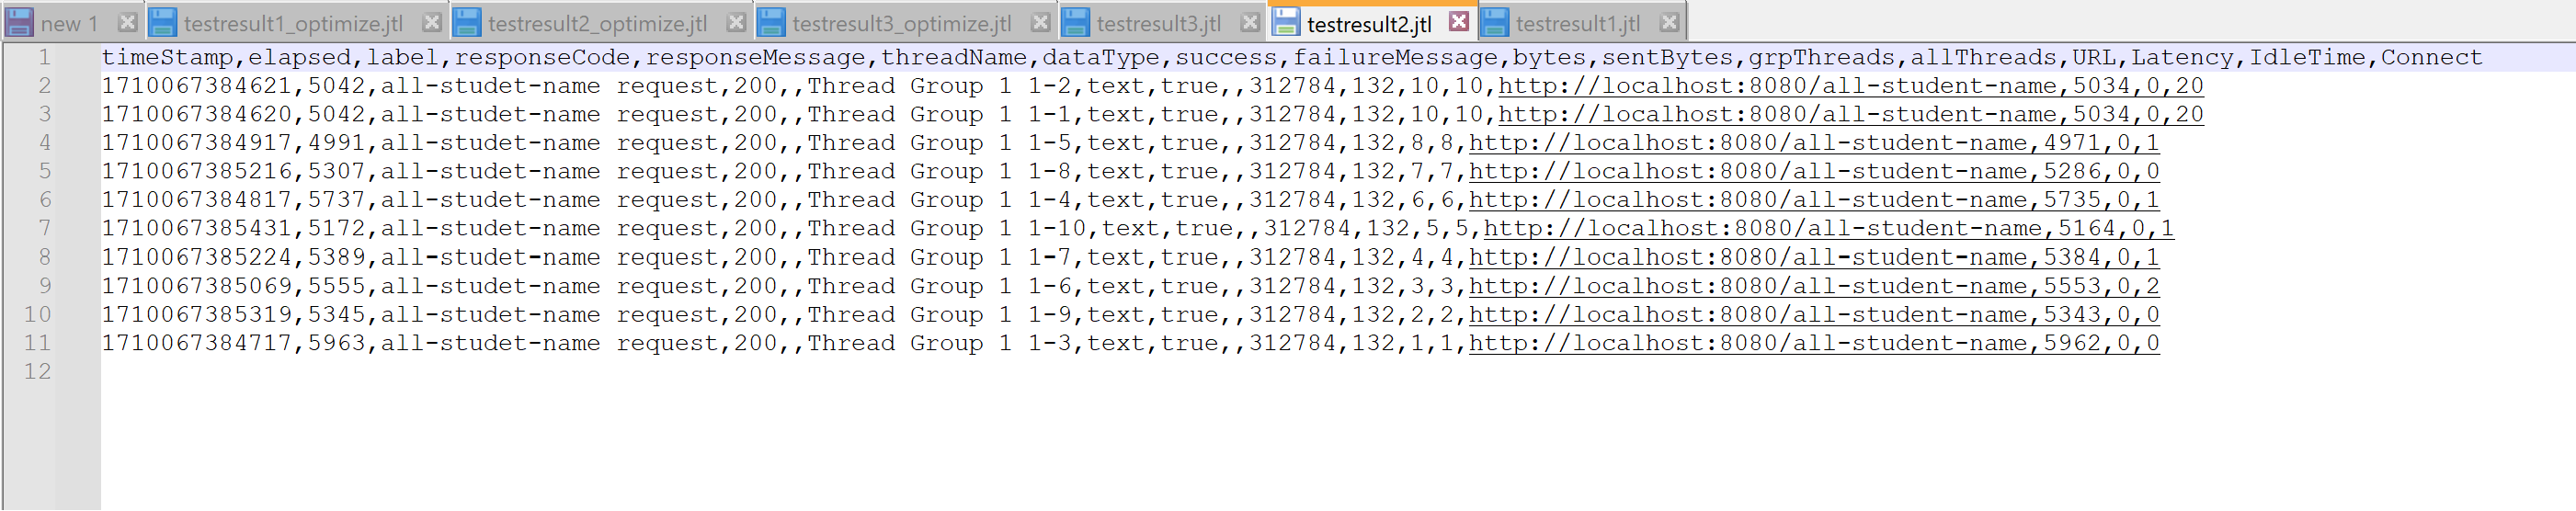 new 1 testresult1_optimize.jtl testresult2_optimize.jtl testresult3_optimize.jtl testresult3.jtl testresult2.jtl testresult1.jtl
1 timeStamp,elapsed,label,responseCode,responseMessage,threadName,dataType,success,failureMessage,bytes,sentBytes,grpThreads,allThreads,URL,Latency,IdleTime,Connect
2 1710067384621,5042,all-studet-name request,200,,Thread Group 1 1-2,text,true,,312784,132,10,10,http://localhost:8080/all-student-name,5034,0,20
3 1710067384620,5042,all-studet-name request,200,,Thread Group 1 1-1,text,true,,312784,132,10,10,http://localhost:8080/all-student-name,5034,0,20
4 1710067384917,4991,all-studet-name request,200,,Thread Group 1 1-5,text,true,,312784,132,8,8,http://localhost:8080/all-student-name,4971,0,1
5 1710067385216,5307,all-studet-name request,200,,Thread Group 1 1-8,text,true,,312784,132,7,7,http://localhost:8080/all-student-name,5286,0,0
6 1710067384817,5737,all-studet-name request,200,,Thread Group 1 1-4,text,true,,312784,132,6,6,http://localhost:8080/all-student-name,5735,0,1
7 1710067385431,5172,all-studet-name request,200,,Thread Group 1 1-10,text,true,,312784,132,5,5,http://localhost:8080/all-student-name,5164,0,1
8 1710067385224,5389,all-studet-name request,200,,Thread Group 1 1-7,text,true,,312784,132,4,4,http://localhost:8080/all-student-name,5384,0,1
9 1710067385069,5555,all-studet-name request,200,,Thread Group 1 1-6,text,true,,312784,132,3,3,http://localhost:8080/all-student-name,5553,0,2
10 1710067385319,5345,all-studet-name request,200,,Thread Group 1 1-9,text,true,,312784,132,2,2,http://localhost:8080/all-student-name,5343,0,0
11 1710067384717,5963,all-studet-name request,200,,Thread Group 1 1-3,text,true,,312784,132,1,1,http://localhost:8080/all-student-name,5962,0,0
12